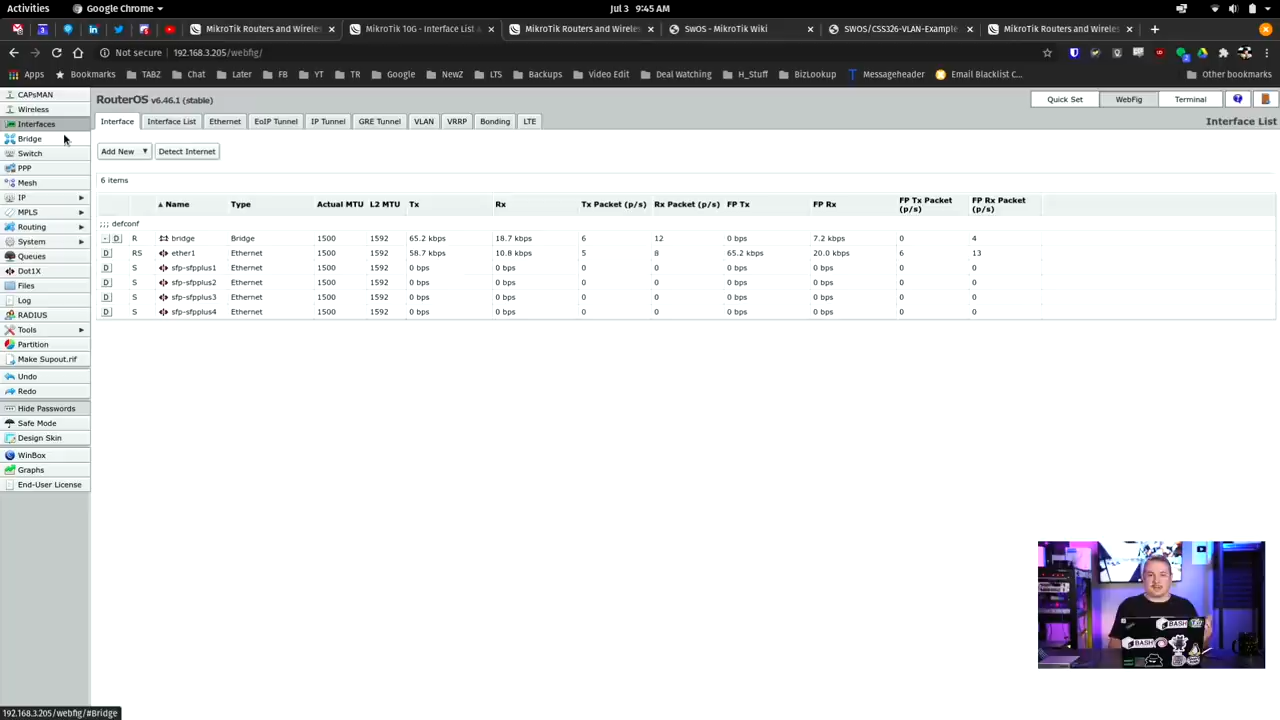 Activities
Google Chrome
Jul 3 9:45 AM
MikroTik Routers and Wireles
MikroTik 10G - Interface List A
MikroTik Routers and Wireles
SWOS - MikroTik Wiki
SWOS/CSS326-VLAN-Example
MikroTik Routers and Wireles
Not secure
192.168.3.205/webfig/
Apps
Bookmarks
TABZ
Chat
Later
FB
YT
TR
Google
NewZ
LTS
Backups
Video Edit
Deal Watching
H_Stuff
BizLookup
Messageheader
Email Blacklist C...
Other bookmarks
CAPsMAN
Wireless
Interfaces
Bridge
Switch
PPP
Mesh
IP
MPLS
Routing
System
Queues
Dot1X
Files
Log
RADIUS
Tools
Partition
Make Supout.rif
Undo
Redo
Hide Passwords
Safe Mode
Design Skin
WinBox
Graphs
End-User License
RouterOS v6.46.1 (stable)
Quick Set
WebFig
Terminal
Interface
Interface List
Ethernet
EoIP Tunnel
IP Tunnel
GRE Tunnel
VLAN
VRRP
Bonding
LTE
Interface List
Add New
Detect Internet
6 items
Name Type Actual MTU L2 MTU Tx Rx Tx Packet (p/s) Rx Packet (p/s) FP Tx FP Rx FP Tx Packet (p/s) FP Rx Packet (p/s)
;;; defconf
- D R bridge Bridge 1500 1592 65.2 kbps 18.7 kbps 6 12 0 bps 7.2 kbps 0 4
D RS ether1 Ethernet 1500 1592 58.7 kbps 10.8 kbps 5 8 65.2 kbps 20.0 kbps 6 13
D S sfp-sfpplus1 Ethernet 1500 1592 0 bps 0 bps 0 0 0 bps 0 bps 0 0
D S sfp-sfpplus2 Ethernet 1500 1592 0 bps 0 bps 0 0 0 bps 0 bps 0 0
D S sfp-sfpplus3 Ethernet 1500 1592 0 bps 0 bps 0 0 0 bps 0 bps 0 0
D S sfp-sfpplus4 Ethernet 1500 1592 0 bps 0 bps 0 0 0 bps 0 bps 0 0
BASH
BASH
192.168.3.205/webfig/#Bridge